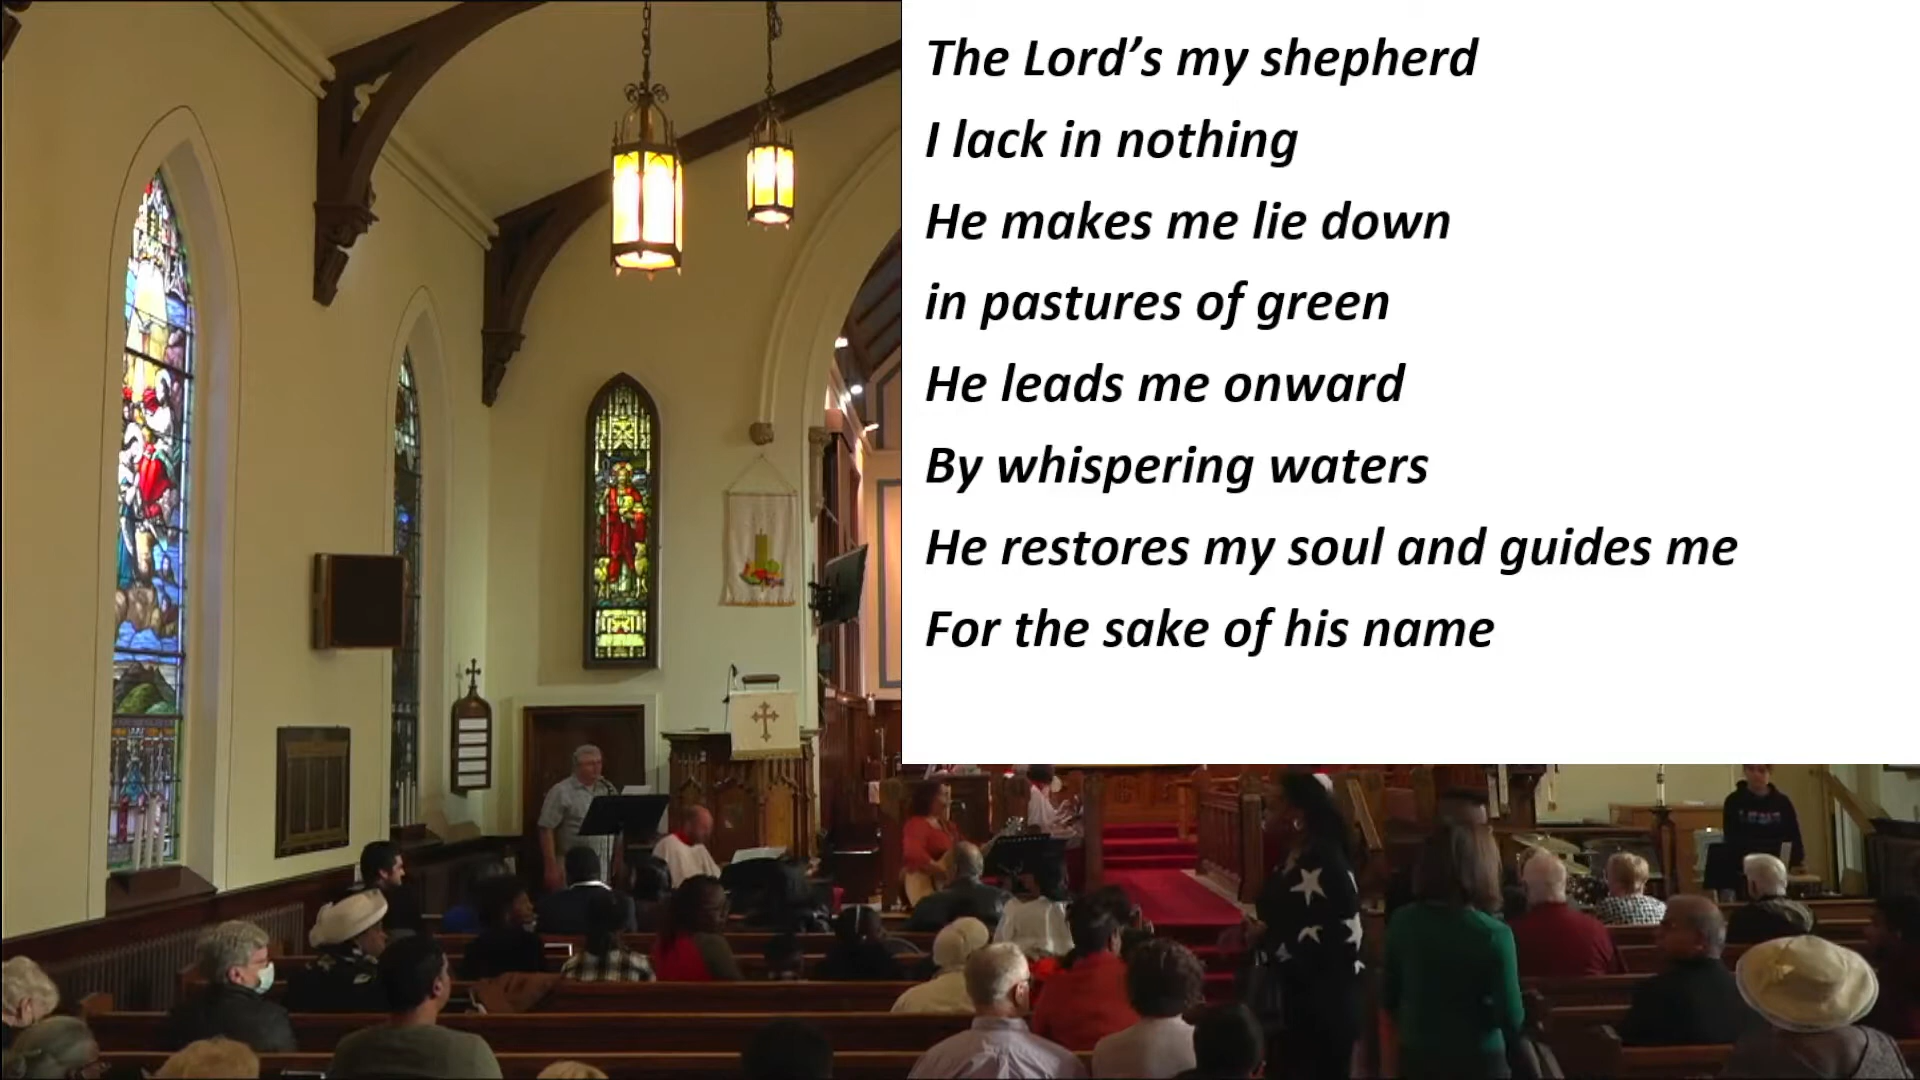 The Lord’s my shepherd
I lack in nothing
He makes me lie down
in pastures of green
He leads me onward
By whispering waters
He restores my soul and guides me
For the sake of his name